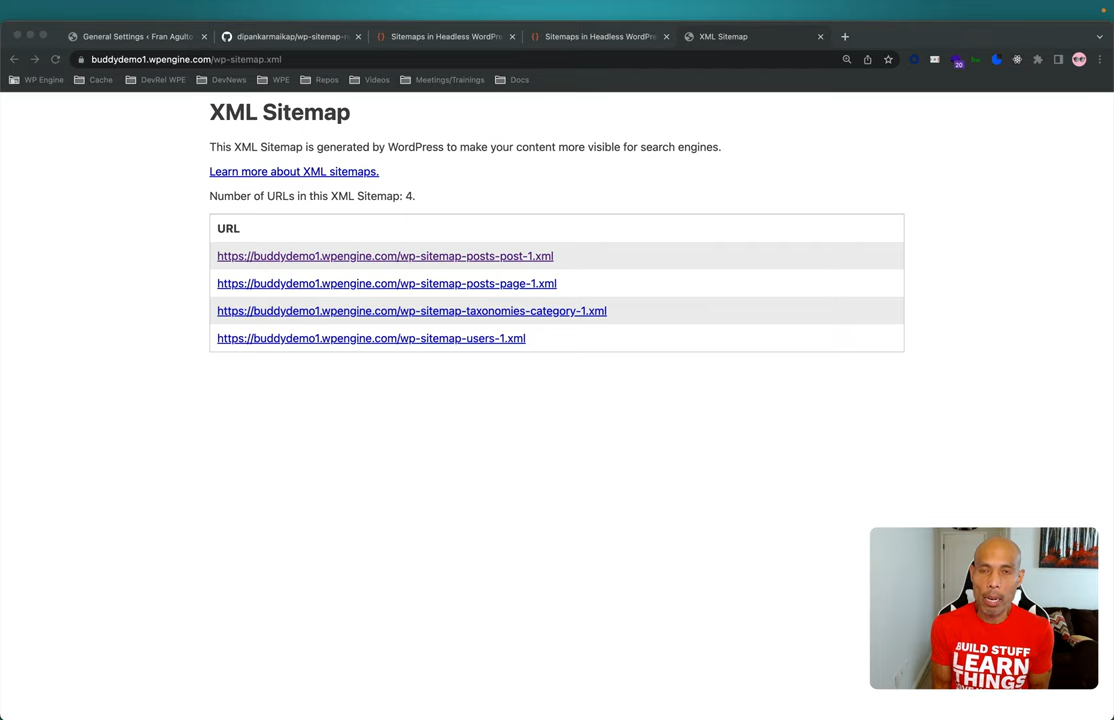 General Settings ‹ Fran Agulto
dipankarmaikap/wp-sitemap-r
Sitemaps in Headless WordPr
Sitemaps in Headless WordPre
XML Sitemap
buddydemo1.wpengine.com/wp-sitemap.xml
20
WP Engine
Cache
DevRel WPE
DevNews
WPE
Repos
Videos
Meetings/Trainings
Docs
XML Sitemap
This XML Sitemap is generated by WordPress to make your content more visible for search engines.
Learn more about XML sitemaps.
Number of URLs in this XML Sitemap: 4.
URL
https://buddydemo1.wpengine.com/wp-sitemap-posts-post-1.xml
https://buddydemo1.wpengine.com/wp-sitemap-posts-page-1.xml
https://buddydemo1.wpengine.com/wp-sitemap-taxonomies-category-1.xml
https://buddydemo1.wpengine.com/wp-sitemap-users-1.xml
BUILD STUFF
LEARN
THINGS